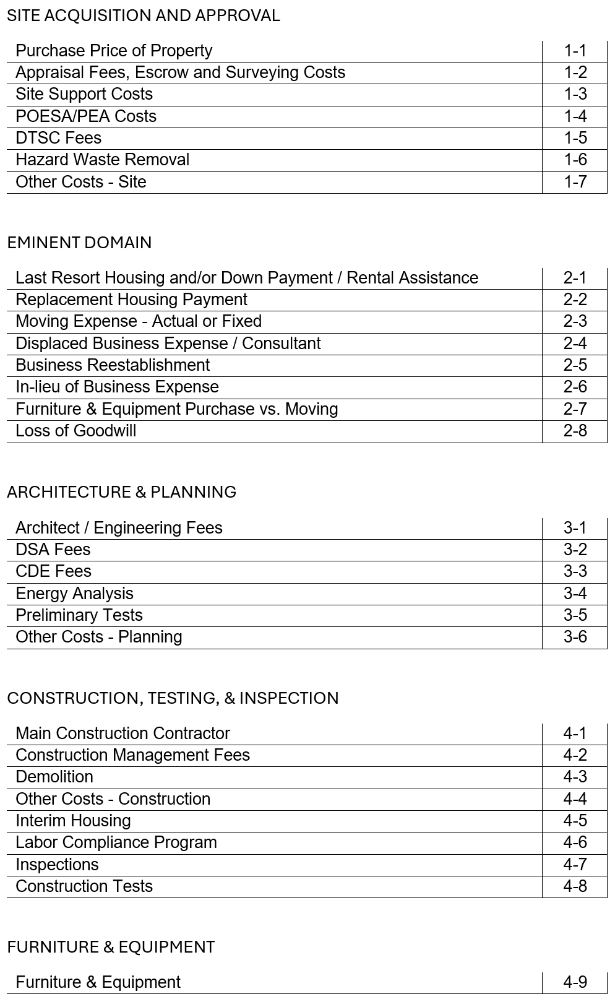 SITE ACQUISITION AND APPROVAL
Purchase Price of Property 1-1
Appraisal Fees, Escrow and Surveying Costs 1-2
Site Support Costs 1-3
POESA/PEA Costs 1-4
DTSC Fees 1-5
Hazard Waste Removal 1-6
Other Costs - Site 1-7
EMINENT DOMAIN
Last Resort Housing and/or Down Payment / Rental Assistance 2-1
Replacement Housing Payment 2-2
Moving Expense - Actual or Fixed 2-3
Displaced Business Expense / Consultant 2-4
Business Reestablishment 2-5
In-lieu of Business Expense 2-6
Furniture & Equipment Purchase vs. Moving 2-7
Loss of Goodwill 2-8
ARCHITECTURE & PLANNING
Architect / Engineering Fees 3-1
DSA Fees 3-2
CDE Fees 3-3
Energy Analysis 3-4
Preliminary Tests 3-5
Other Costs - Planning 3-6
CONSTRUCTION, TESTING, & INSPECTION
Main Construction Contractor 4-1
Construction Management Fees 4-2
Demolition 4-3
Other Costs - Construction 4-4
Interim Housing 4-5
Labor Compliance Program 4-6
Inspections 4-7
Construction Tests 4-8
FURNITURE & EQUIPMENT
Furniture & Equipment 4-9